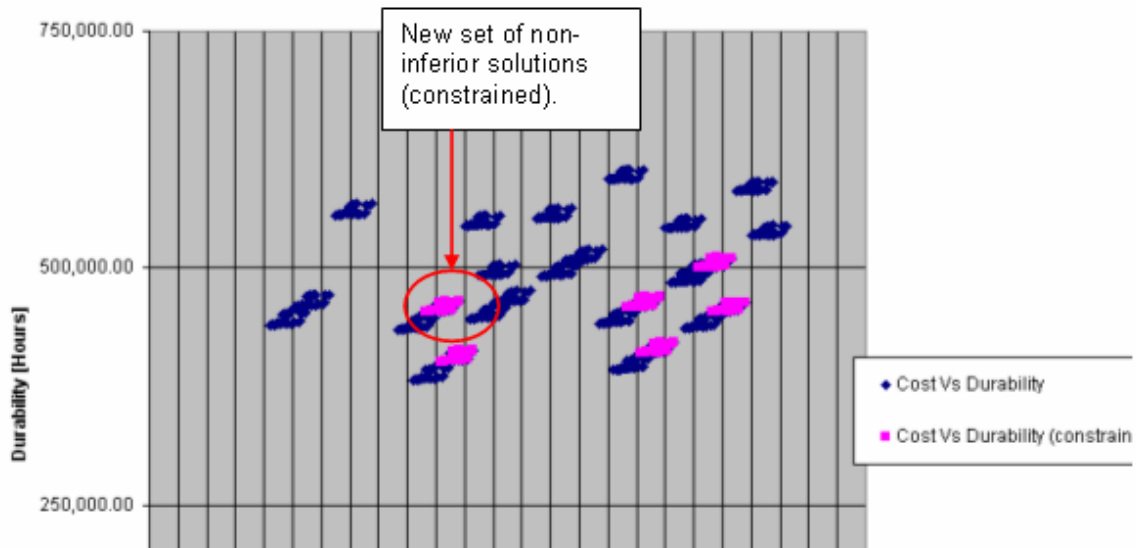 750,000.00
New set of non-
inferior solutions
(constrained).
500,000.00
Durability [Hours]
Cost Vs Durability
Cost Vs Durability (constrain
250,000.00